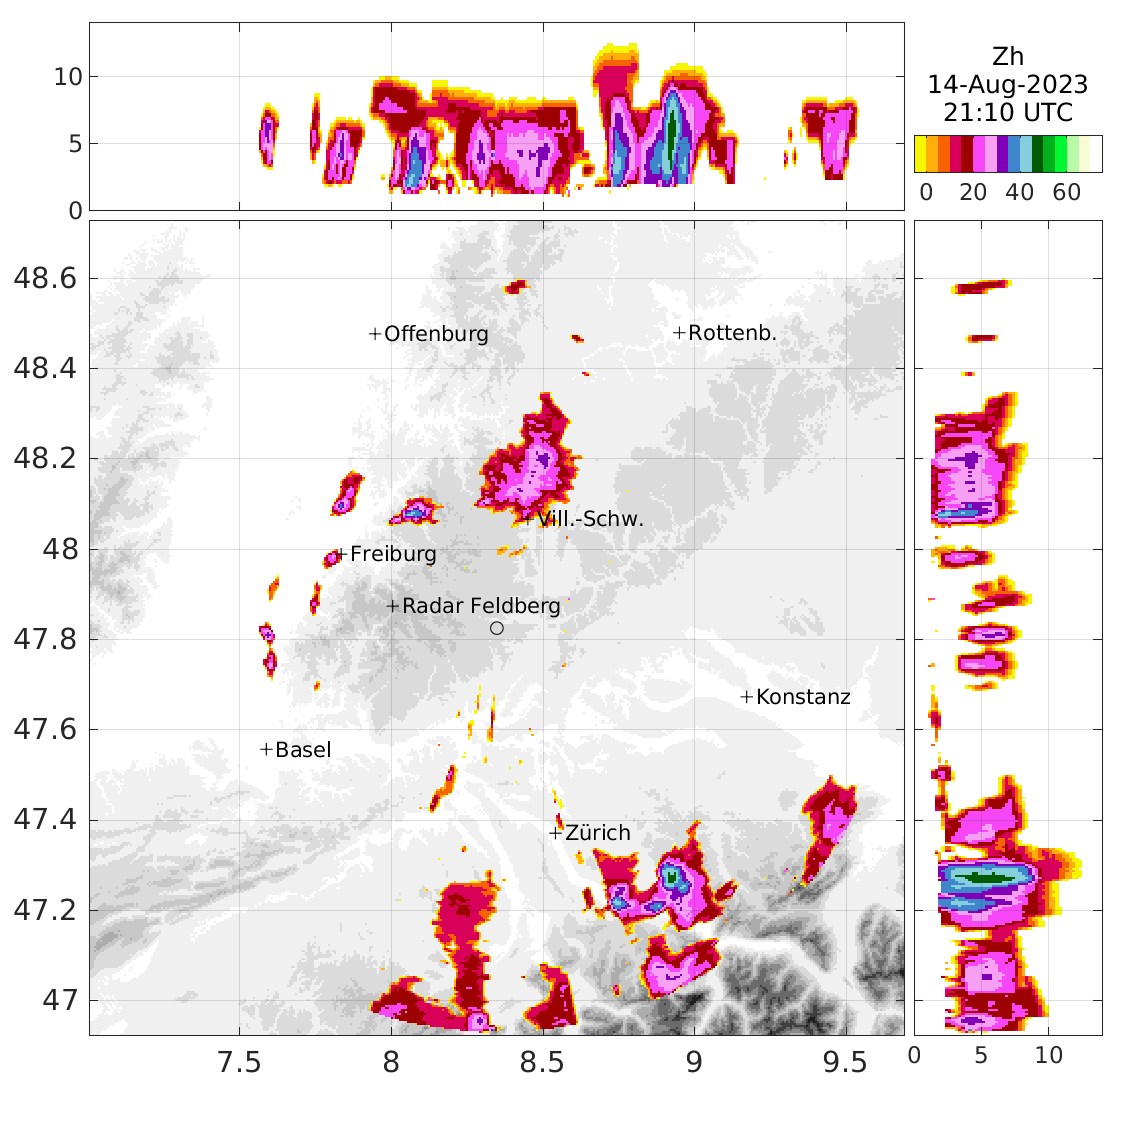 Zh
14-Aug-2023
21:10 UTC
0 20 40 60
10
5
0
48.6
48.4
48.2
48
47.8
47.6
47.4
47.2
47
+Offenburg
+Rottenb.
+Vill.-Schw.
+Freiburg
+Radar Feldberg
+Konstanz
+Basel
+Zürich
7.5 8 8.5 9 9.5
0 5 10